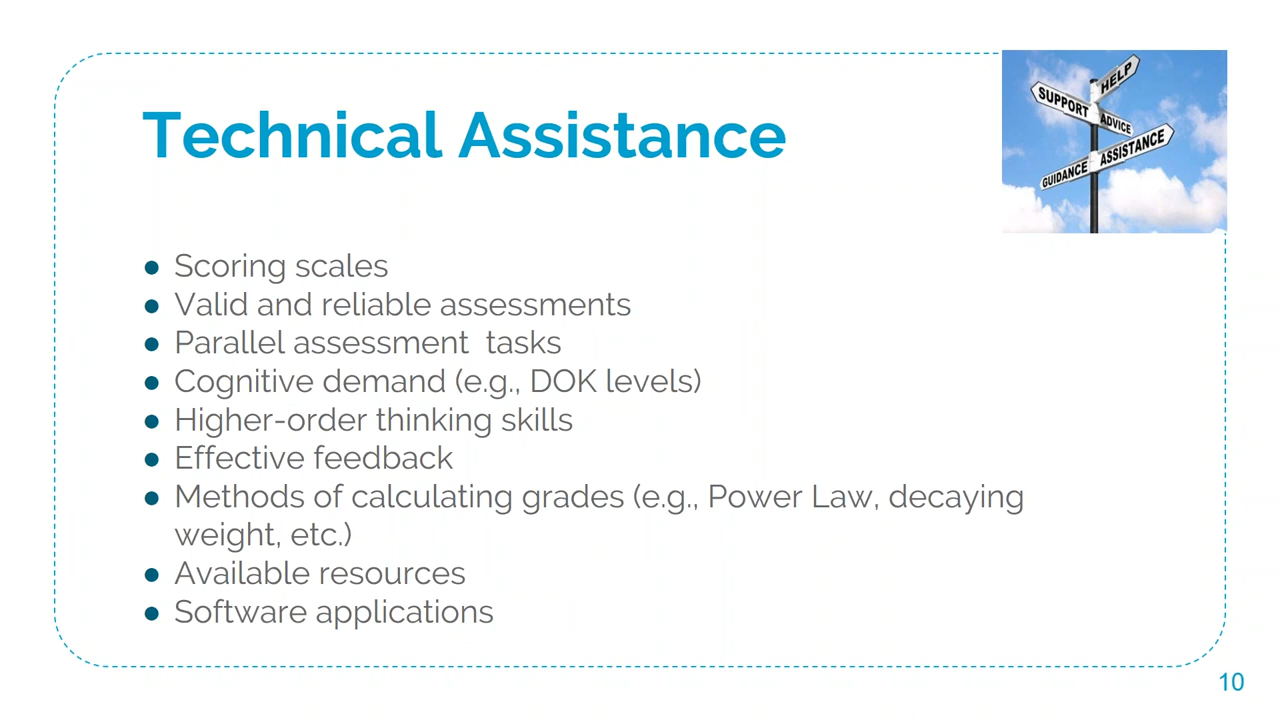 Technical Assistance
HELP
SUPPORT
ADVICE
ASSISTANCE
GUIDANCE
● Scoring scales
● Valid and reliable assessments
● Parallel assessment  tasks
● Cognitive demand (e.g., DOK levels)
● Higher-order thinking skills
● Effective feedback
● Methods of calculating grades (e.g., Power Law, decaying
weight, etc.)
● Available resources
● Software applications
10